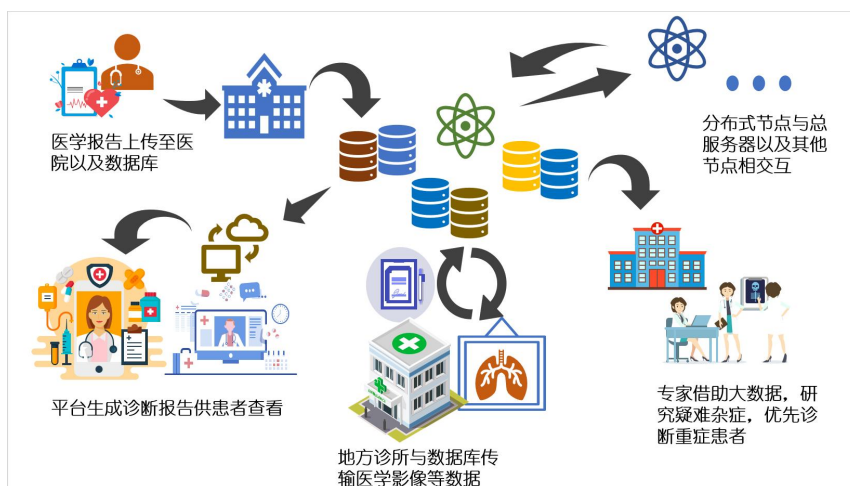 医学报告上传至医
院以及数据库
分布式节点与总
服务器以及其他
节点相交互
平台生成诊断报告供患者查看
专家借助大数据，研
究疑难杂症，优先诊
断重症患者
地方诊所与数据库传
输医学影像等数据